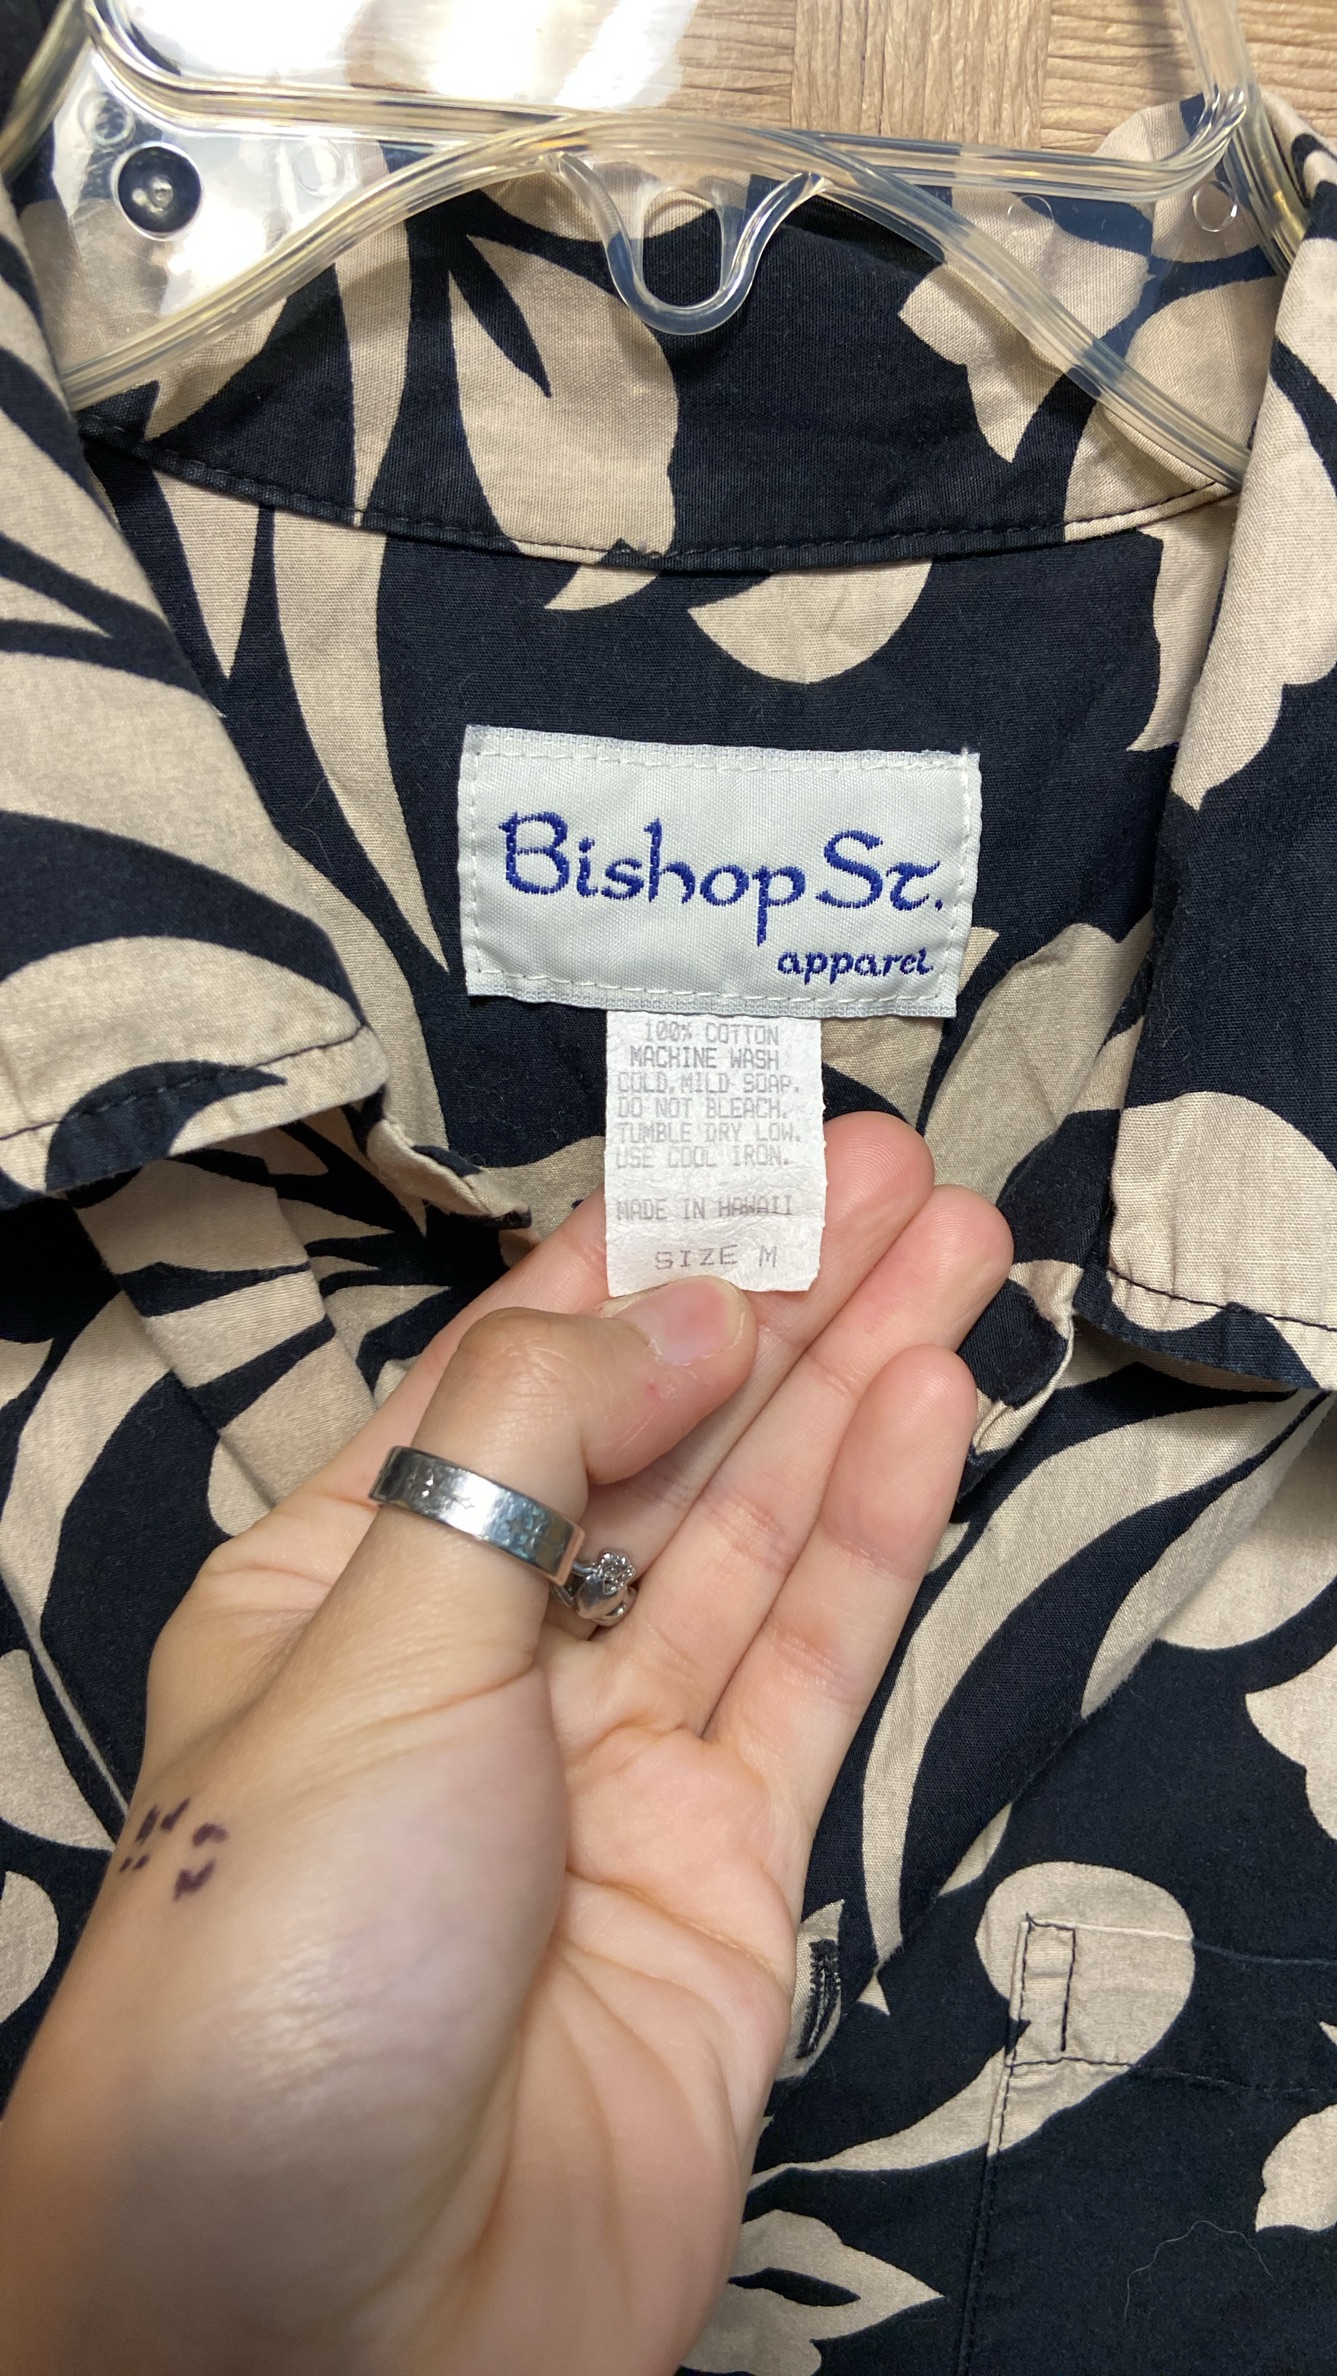 Bishop St.
apparel
100% COTTON
MACHINE WASH
COLD,MILD SOAP.
DO NOT BLEACH.
TUMBLE DRY LOW.
USE COOL IRON.
MADE IN HAWAII
SIZE M